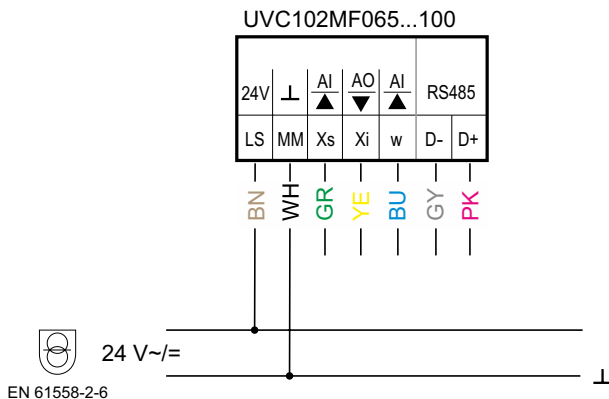 UVC102MF065...100
24V ⊥ AI AO AI RS485
LS MM Xs Xi w D- D+
BN WH GR YE BU GY PK
24 V~/=
⊥
EN 61558-2-6